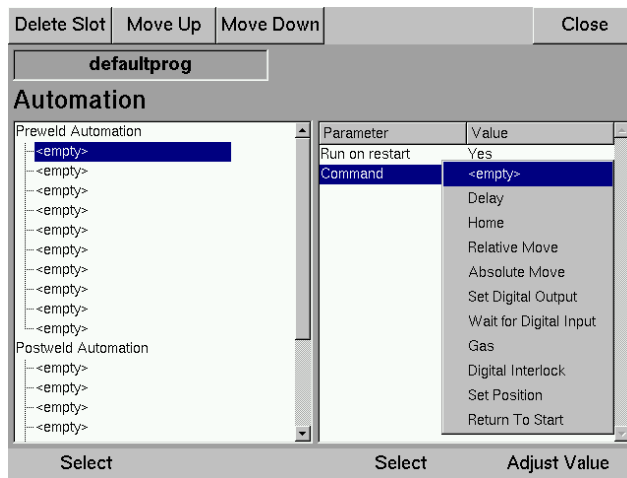 Delete Slot Move Up Move Down Close
defaultprog
Automation
Preweld Automation
<empty>
<empty>
<empty>
<empty>
<empty>
<empty>
<empty>
<empty>
<empty>
<empty>
Postweld Automation
<empty>
<empty>
<empty>
<empty>
Parameter Value
Run on restart Yes
Command
<empty>
Delay
Home
Relative Move
Absolute Move
Set Digital Output
Wait for Digital Input
Gas
Digital Interlock
Set Position
Return To Start
Select Select Adjust Value